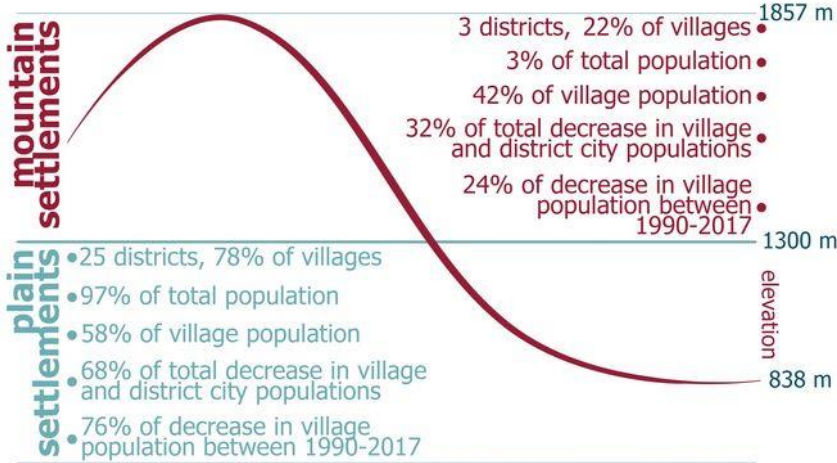 1857 m
mountain
settlements
3 districts, 22% of villages
3% of total population
42% of village population
32% of total decrease in village
and district city populations
24% of decrease in village
population between
1990-2017
1300 m
plain
settlements
25 districts, 78% of villages
97% of total population
58% of village population
68% of total decrease in village
and district city populations
76% of decrease in village
population between 1990-2017
elevation
838 m